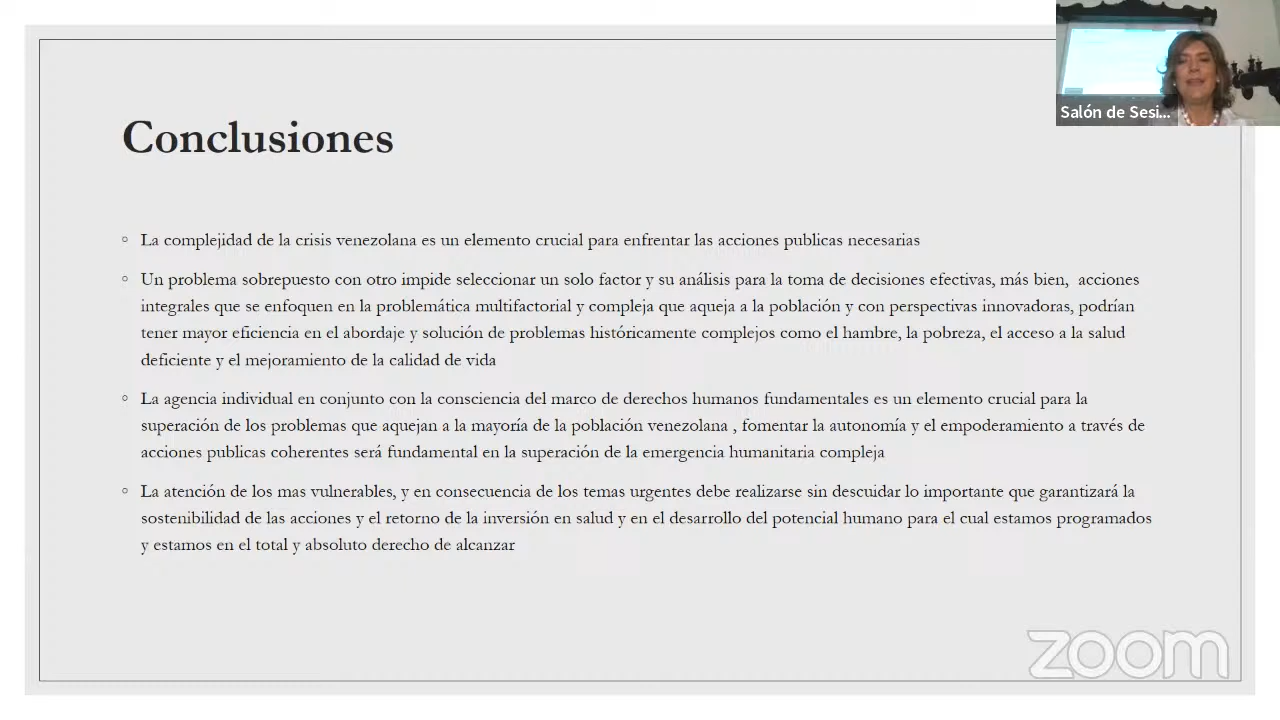 Salón de Sesi...
Conclusiones
◦ La complejidad de la crisis venezolana es un elemento crucial para enfrentar las acciones publicas necesarias
◦ Un problema sobrepuesto con otro impide seleccionar un solo factor y su análisis para la toma de decisiones efectivas, más bien, acciones
integrales que se enfoquen en la problemática multifactorial y compleja que aqueja a la población y con perspectivas innovadoras, podrían
tener mayor eficiencia en el abordaje y solución de problemas históricamente complejos como el hambre, la pobreza, el acceso a la salud
deficiente y el mejoramiento de la calidad de vida
◦ La agencia individual en conjunto con la consciencia del marco de derechos humanos fundamentales es un elemento crucial para la
superación de los problemas que aquejan a la mayoría de la población venezolana , fomentar la autonomía y el empoderamiento a través de
acciones publicas coherentes será fundamental en la superación de la emergencia humanitaria compleja
◦ La atención de los mas vulnerables, y en consecuencia de los temas urgentes debe realizarse sin descuidar lo importante que garantizará la
sostenibilidad de las acciones y el retorno de la inversión en salud y en el desarrollo del potencial humano para el cual estamos programados
y estamos en el total y absoluto derecho de alcanzar
zoom